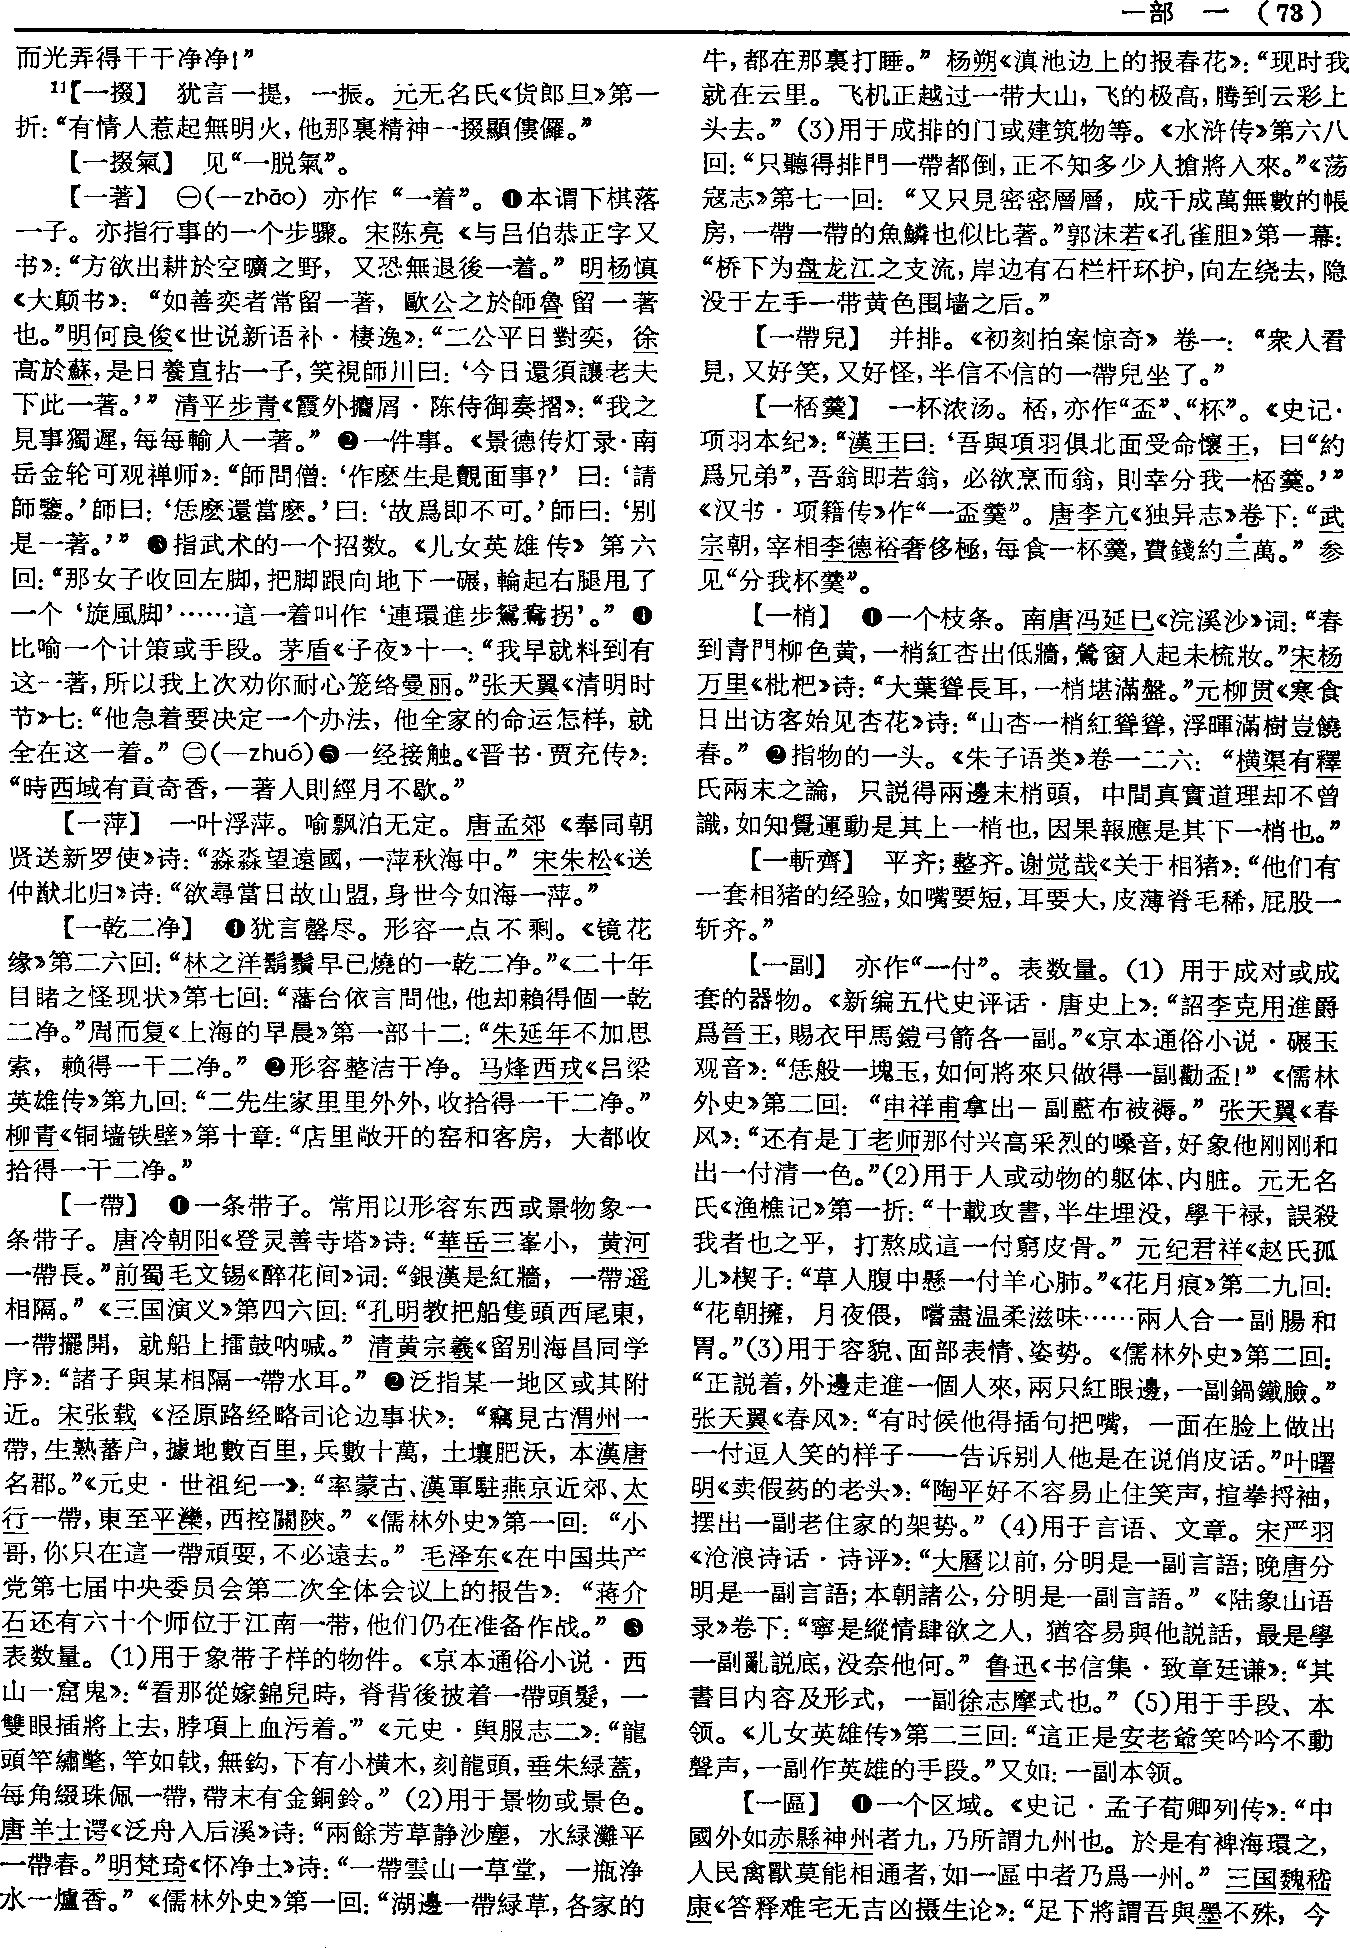 一部　一　（73）
而光弄得干干净净！”
11【一掇】　犹言一提，一振。元无名氏《货郎旦》第一
折：“有情人惹起無明火，他那裏精神一掇顯僂儸。”
【一掇氣】　见“一脱氣”。
【一著】　㊀（—zhāo）亦作“一着”。❶本谓下棋落
一子。亦指行事的一个步骤。宋陈亮《与吕伯恭正字又
书》：“方欲出耕於空曠之野，又恐無退後一着。”明杨慎
《大颠书》：“如善奕者常留一著，歐公之於師魯留一著
也。”明何良俊《世说新语补·棲逸》：“二公平日對奕，徐
高於蘇，是日養直拈一子，笑視師川曰：‘今日還須讓老夫
下此一著。’”清平步青《霞外攟屑·陈侍御奏摺》：“我之
見事獨遲，每每輸人一著。”❷一件事。《景德传灯录·南
岳金轮可观禅师》：“師問僧：‘作麽生是覿面事？’曰：‘請
師鑒。’師曰：‘恁麽還當麽。’曰：‘故爲即不可。’師曰：‘别
是一著。’”❸指武术的一个招数。《儿女英雄传》第六
回：“那女子收回左脚，把脚跟向地下一碾，輪起右腿甩了
一个‘旋風脚’……這一着叫作‘連環進步鴛鴦拐’。”❹
比喻一个计策或手段。茅盾《子夜》十一：“我早就料到有
这一著，所以我上次劝你耐心笼络曼丽。”张天翼《清明时
节》七：“他急着要决定一个办法，他全家的命运怎样，就
全在这一着。”㊁（—zhuó）❺一经接触。《晋书·贾充传》：
“時西域有貢奇香，一著人則經月不歇。”
【一萍】　一叶浮萍。喻飘泊无定。唐孟郊《奉同朝
贤送新罗使》诗：“淼淼望遠國，一萍秋海中。”宋朱松《送
仲猷北归》诗：“欲尋當日故山盟，身世今如海一萍。”
【一乾二净】　❶犹言罄尽。形容一点不剩。《镜花
缘》第二六回：“林之洋鬍鬚早已燒的一乾二净。”《二十年
目睹之怪现状》第七回：“藩台依言問他，他却賴得個一乾
二净。”周而复《上海的早晨》第一部十二：“朱延年不加思
索，赖得一干二净。”❷形容整洁干净。马烽西戎《吕梁
英雄传》第九回：“二先生家里里外外，收拾得一干二净。”
柳青《铜墙铁壁》第十章：“店里敞开的窑和客房，大都收
拾得一干二净。”
【一帶】　❶一条带子。常用以形容东西或景物象一
条带子。唐冷朝阳《登灵善寺塔》诗：“華岳三峯小，黄河
一帶長。”前蜀毛文锡《醉花间》词：“銀漢是紅牆，一帶遥
相隔。”《三国演义》第四六回：“孔明教把船隻頭西尾東，
一帶擺開，就船上擂鼓呐喊。”清黄宗羲《留别海昌同学
序》：“諸子與某相隔一帶水耳。”❷泛指某一地区或其附
近。宋张载《泾原路经略司论边事状》：“竊見古渭州一
帶，生熟蕃户，據地數百里，兵數十萬，土壤肥沃，本漢唐
名郡。”《元史·世祖纪一》：“率蒙古、漢軍駐燕京近郊、太
行一帶，東至平灤，西控關陝。”《儒林外史》第一回：“小
哥，你只在這一帶頑耍，不必遠去。”毛泽东《在中国共产
党第七届中央委员会第二次全体会议上的报告》：“蒋介
石还有六十个师位于江南一带，他们仍在准备作战。”❸
表数量。（1）用于象带子样的物件。《京本通俗小说·西
山一窟鬼》：“看那從嫁錦兒時，脊背後披着一帶頭髮，一
雙眼插將上去，脖項上血污着。”《元史·舆服志二》：“龍
頭竿繡氅，竿如戟，無鈎，下有小横木，刻龍頭，垂朱緑蓋，
每角綴珠佩一帶，帶末有金銅鈴。”（2）用于景物或景色。
唐羊士谔《泛舟入后溪》诗：“雨餘芳草静沙塵，水緑灘平
一帶春。”明梵琦《怀净土》诗：“一帶雲山一草堂，一瓶净
水一爐香。”《儒林外史》第一回：“湖邊一帶緑草，各家的
牛，都在那裏打睡。”杨朔《滇池边上的报春花》：“现时我
就在云里。飞机正越过一带大山，飞的极高，腾到云彩上
头去。”（3）用于成排的门或建筑物等。《水浒传》第六八
回：“只聽得排門一帶都倒，正不知多少人搶將入來。”《荡
寇志》第七一回：“又只見密密層層，成千成萬無數的帳
房，一帶一帶的魚鱗也似比著。”郭沫若《孔雀胆》第一幕：
“桥下为盘龙江之支流，岸边有石栏杆环护，向左绕去，隐
没于左手一带黄色围墙之后。”
【一帶兒】　并排。《初刻拍案惊奇》卷一：“衆人看
見，又好笑，又好怪，半信不信的一帶兒坐了。”
【一桮羹】　一杯浓汤。桮，亦作“盃”、“杯”。《史记·
项羽本纪》：“漢王曰：‘吾與項羽俱北面受命懷王，曰“約
爲兄弟”，吾翁即若翁，必欲烹而翁，則幸分我一桮羹。’”
《汉书·项籍传》作“一盃羹”。唐李亢《独异志》卷下：“武
宗朝，宰相李德裕奢侈極，每食一杯羹，費錢約三萬。”参
见“分我杯羹”。
【一梢】　❶一个枝条。南唐冯延巳《浣溪沙》词：“春
到青門柳色黄，一梢紅杏出低牆，鶯窗人起未梳妝。”宋杨
万里《枇杷》诗：“大葉聳長耳，一梢堪滿盤。”元柳贯《寒食
日出访客始见杏花》诗：“山杏一梢紅聳聳，浮暉滿樹豈饒
春。”❷指物的一头。《朱子语类》卷一二六：“横渠有釋
氏兩末之論，只説得兩邊末梢頭，中間真實道理却不曾
識，如知覺運動是其上一梢也，因果報應是其下一梢也。”
【一斬齊】　平齐；整齐。谢觉哉《关于相猪》：“他们有
一套相猪的经验，如嘴要短，耳要大，皮薄脊毛稀，屁股一
斩齐。”
【一副】　亦作“一付”。表数量。（1）用于成对或成
套的器物。《新编五代史评话·唐史上》：“詔李克用進爵
爲晉王，賜衣甲馬鎧弓箭各一副。”《京本通俗小说·碾玉
观音》：“恁般一塊玉，如何將來只做得一副勸盃！”《儒林
外史》第二回：“申祥甫拿出一副藍布被褥。”张天翼《春
风》：“还有是丁老师那付兴高采烈的嗓音，好象他刚刚和
出一付清一色。”（2）用于人或动物的躯体、内脏。元无名
氏《渔樵记》第一折：“十載攻書，半生埋没，學干禄，誤殺
我者也之乎，打熬成這一付窮皮骨。”元纪君祥《赵氏孤
儿》楔子：“草人腹中懸一付羊心肺。”《花月痕》第二九回：
“花朝擁，月夜偎，嚐盡温柔滋味……兩人合一副腸和
胃。”（3）用于容貌、面部表情、姿势。《儒林外史》第二回：
“正説着，外邊走進一個人來，兩只紅眼邊，一副鍋鐵臉。”
张天翼《春风》：“有时候他得插句把嘴，一面在脸上做出
一付逗人笑的样子——告诉别人他是在说俏皮话。”叶曙
明《卖假药的老头》：“陶平好不容易止住笑声，揎拳捋袖，
摆出一副老住家的架势。”（4）用于言语、文章。宋严羽
《沧浪诗话·诗评》：“大曆以前，分明是一副言語；晚唐分
明是一副言語；本朝諸公，分明是一副言語。”《陆象山语
录》卷下：“寧是縱情肆欲之人，猶容易與他説話，最是學
一副亂説底，没奈他何。”鲁迅《书信集·致章廷谦》：“其
書目内容及形式，一副徐志摩式也。”（5）用于手段、本
领。《儿女英雄传》第二三回：“這正是安老爺笑吟吟不動
聲声，一副作英雄的手段。”又如：一副本领。
【一區】　❶一个区域。《史记·孟子荀卿列传》：“中
國外如赤縣神州者九，乃所謂九州也。於是有裨海環之，
人民禽獸莫能相通者，如一區中者乃爲一州。”三国魏嵇
康《答释难宅无吉凶摄生论》：“足下將謂吾與墨不殊，今